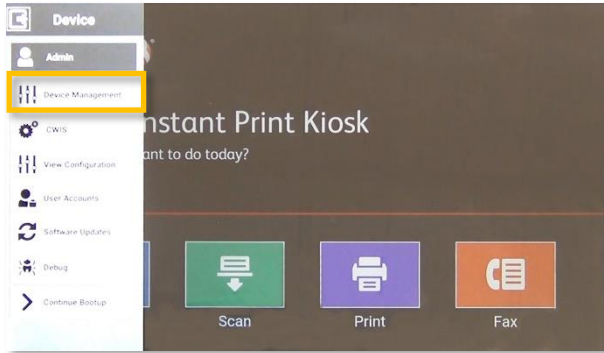 Device
Admin
Device Management
CWIS
View Configuration
User Accounts
Software Updates
Debug
Continue Bootup
nstant Print Kiosk
ant to do today?
Scan
Print
Fax